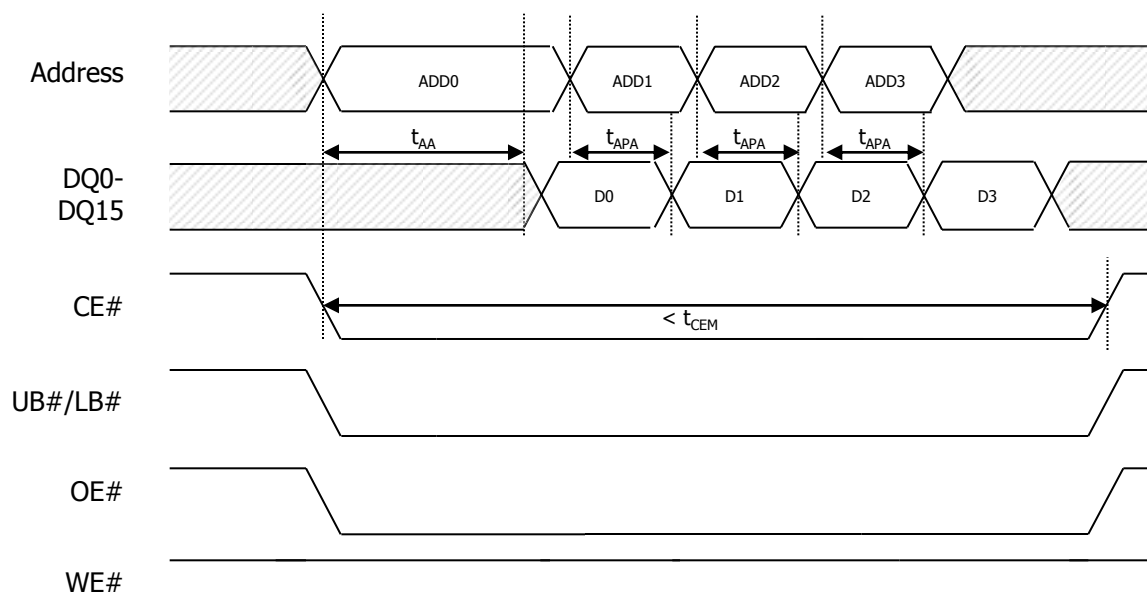 Address
ADD0 ADD1 ADD2 ADD3
tAA tAPA tAPA tAPA
DQ0-
DQ15
D0 D1 D2 D3
CE#
< tCEM
UB#/LB#
OE#
WE#